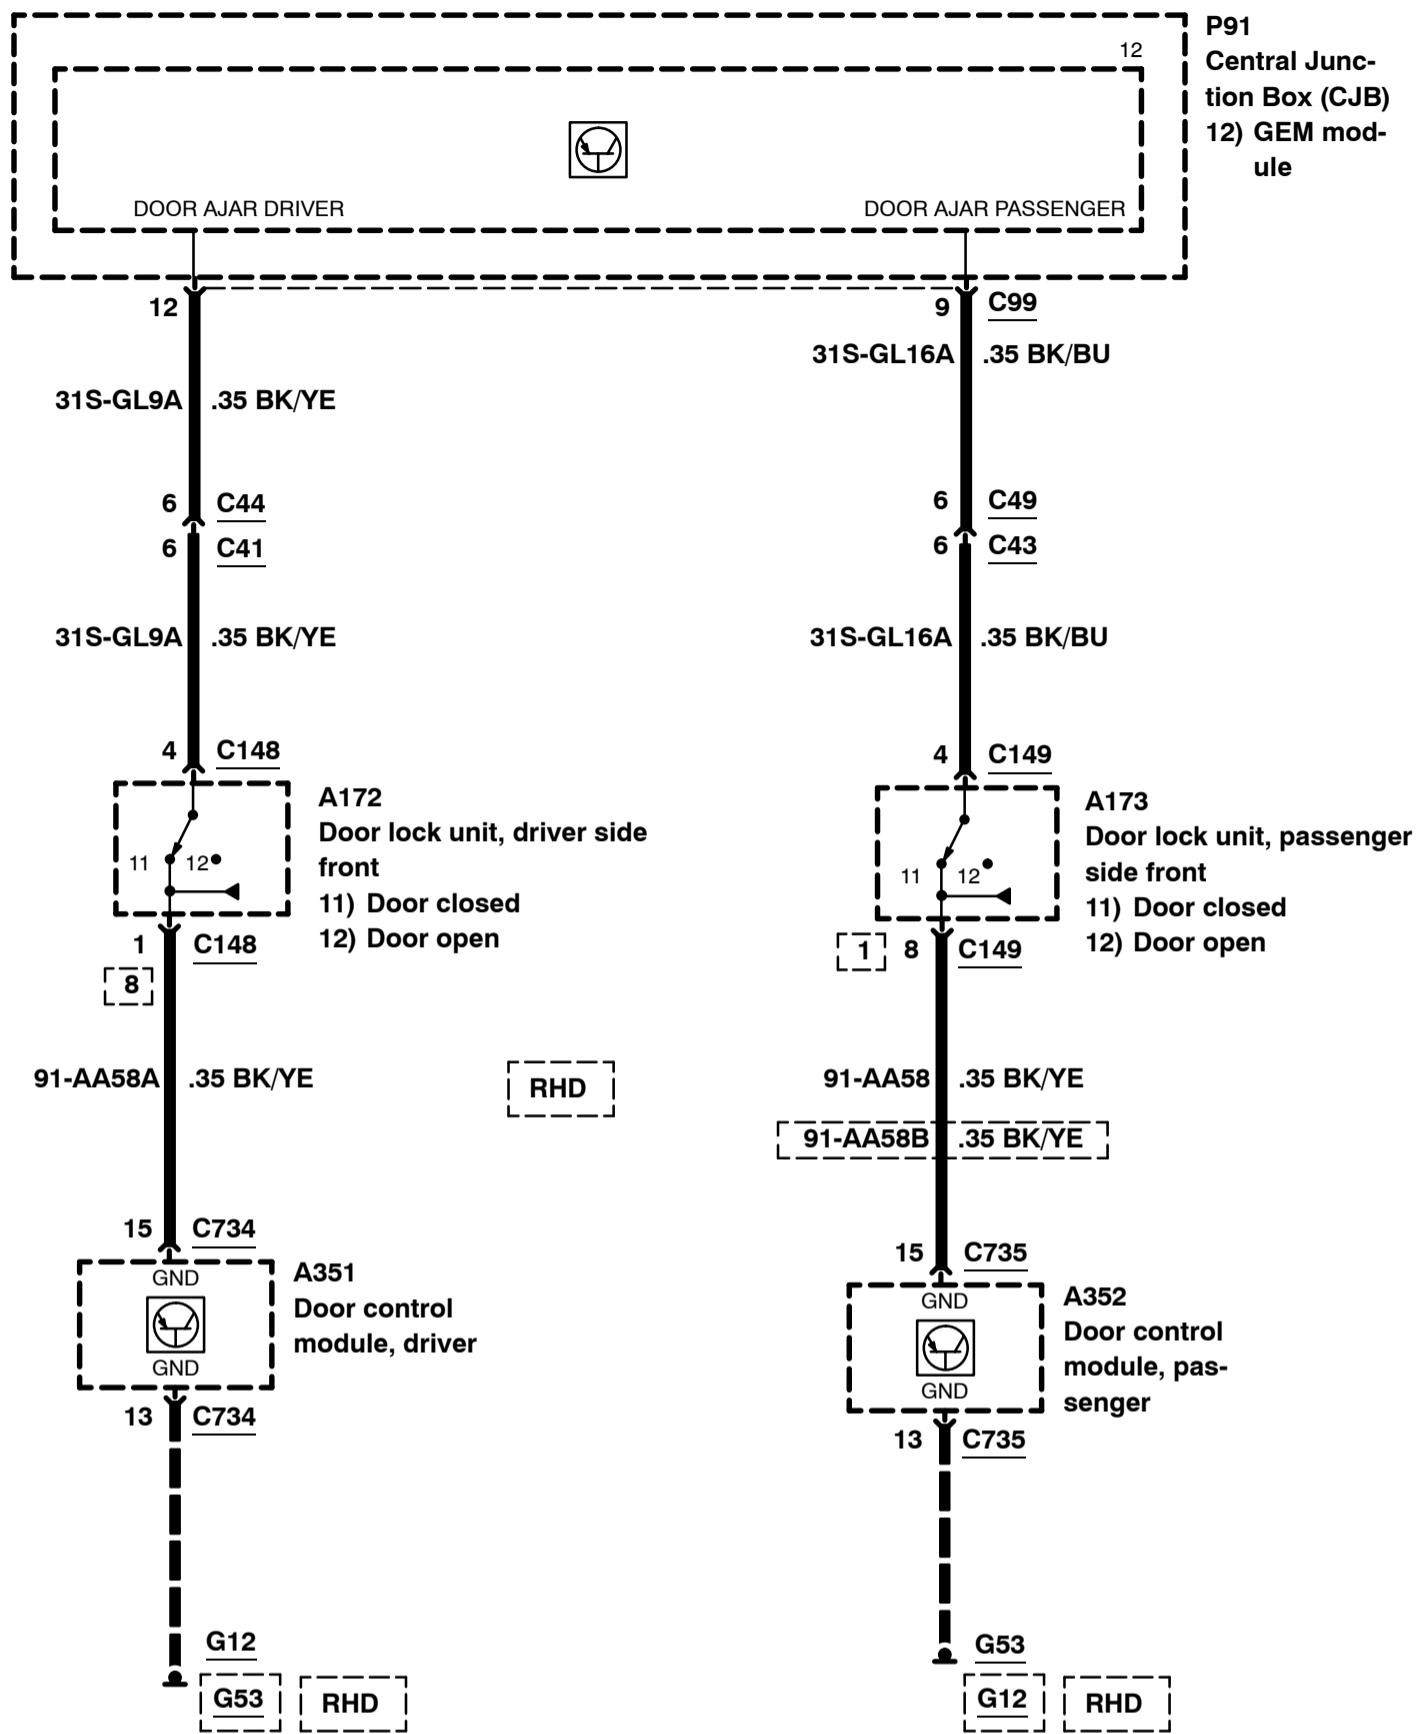 P91
Central Junc-
tion Box (CJB)
12) GEM mod-
ule
12
DOOR AJAR DRIVER
DOOR AJAR PASSENGER
12
9 C99
31S-GL16A .35 BK/BU
31S-GL9A .35 BK/YE
6 C44
6 C49
6 C41
6 C43
31S-GL9A .35 BK/YE
31S-GL16A .35 BK/BU
4 C148
4 C149
A172
Door lock unit, driver side
front
11) Door closed
12) Door open
11 12
A173
Door lock unit, passenger
side front
11) Door closed
12) Door open
11 12
1 C148
8
1 8 C149
91-AA58A .35 BK/YE
RHD
91-AA58 .35 BK/YE
91-AA58B .35 BK/YE
15 C734
15 C735
GND
GND
A351
Door control
module, driver
GND
GND
A352
Door control
module, pas-
senger
13 C734
13 C735
G12
G53 RHD
G53
G12 RHD